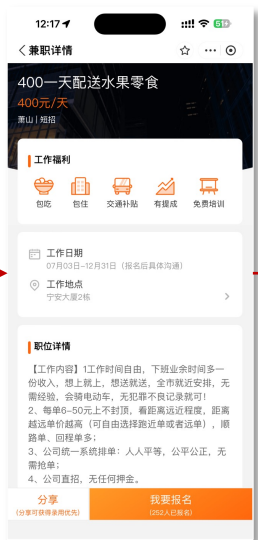 12:17
51
兼职详情
400一天配送水果零食
400元/天
萧山 | 短招
工作福利
包吃 包住 交通补贴 有提成 免费培训
工作日期
07月03日-12月31日（报名后具体沟通）
工作地点
宁安大厦2栋
职位详情
【工作内容】1工作时间自由，下班业余时间多一
份收入，想上就上，想送就送，全市就近安排，无
需经验，会骑电动车，无犯罪不良记录就可！
2、每单6-50元上不封顶，看距离远近程度，距离
越远单价越高（可自由选择跑近单或者远单），顺
路单、回程单多；
3、公司统一系统排单：人人平等，公平公正，无
需抢单；
4、公司直招，无任何押金。
分享
（分享可获得录用优先）
我要报名
（252人已报名）